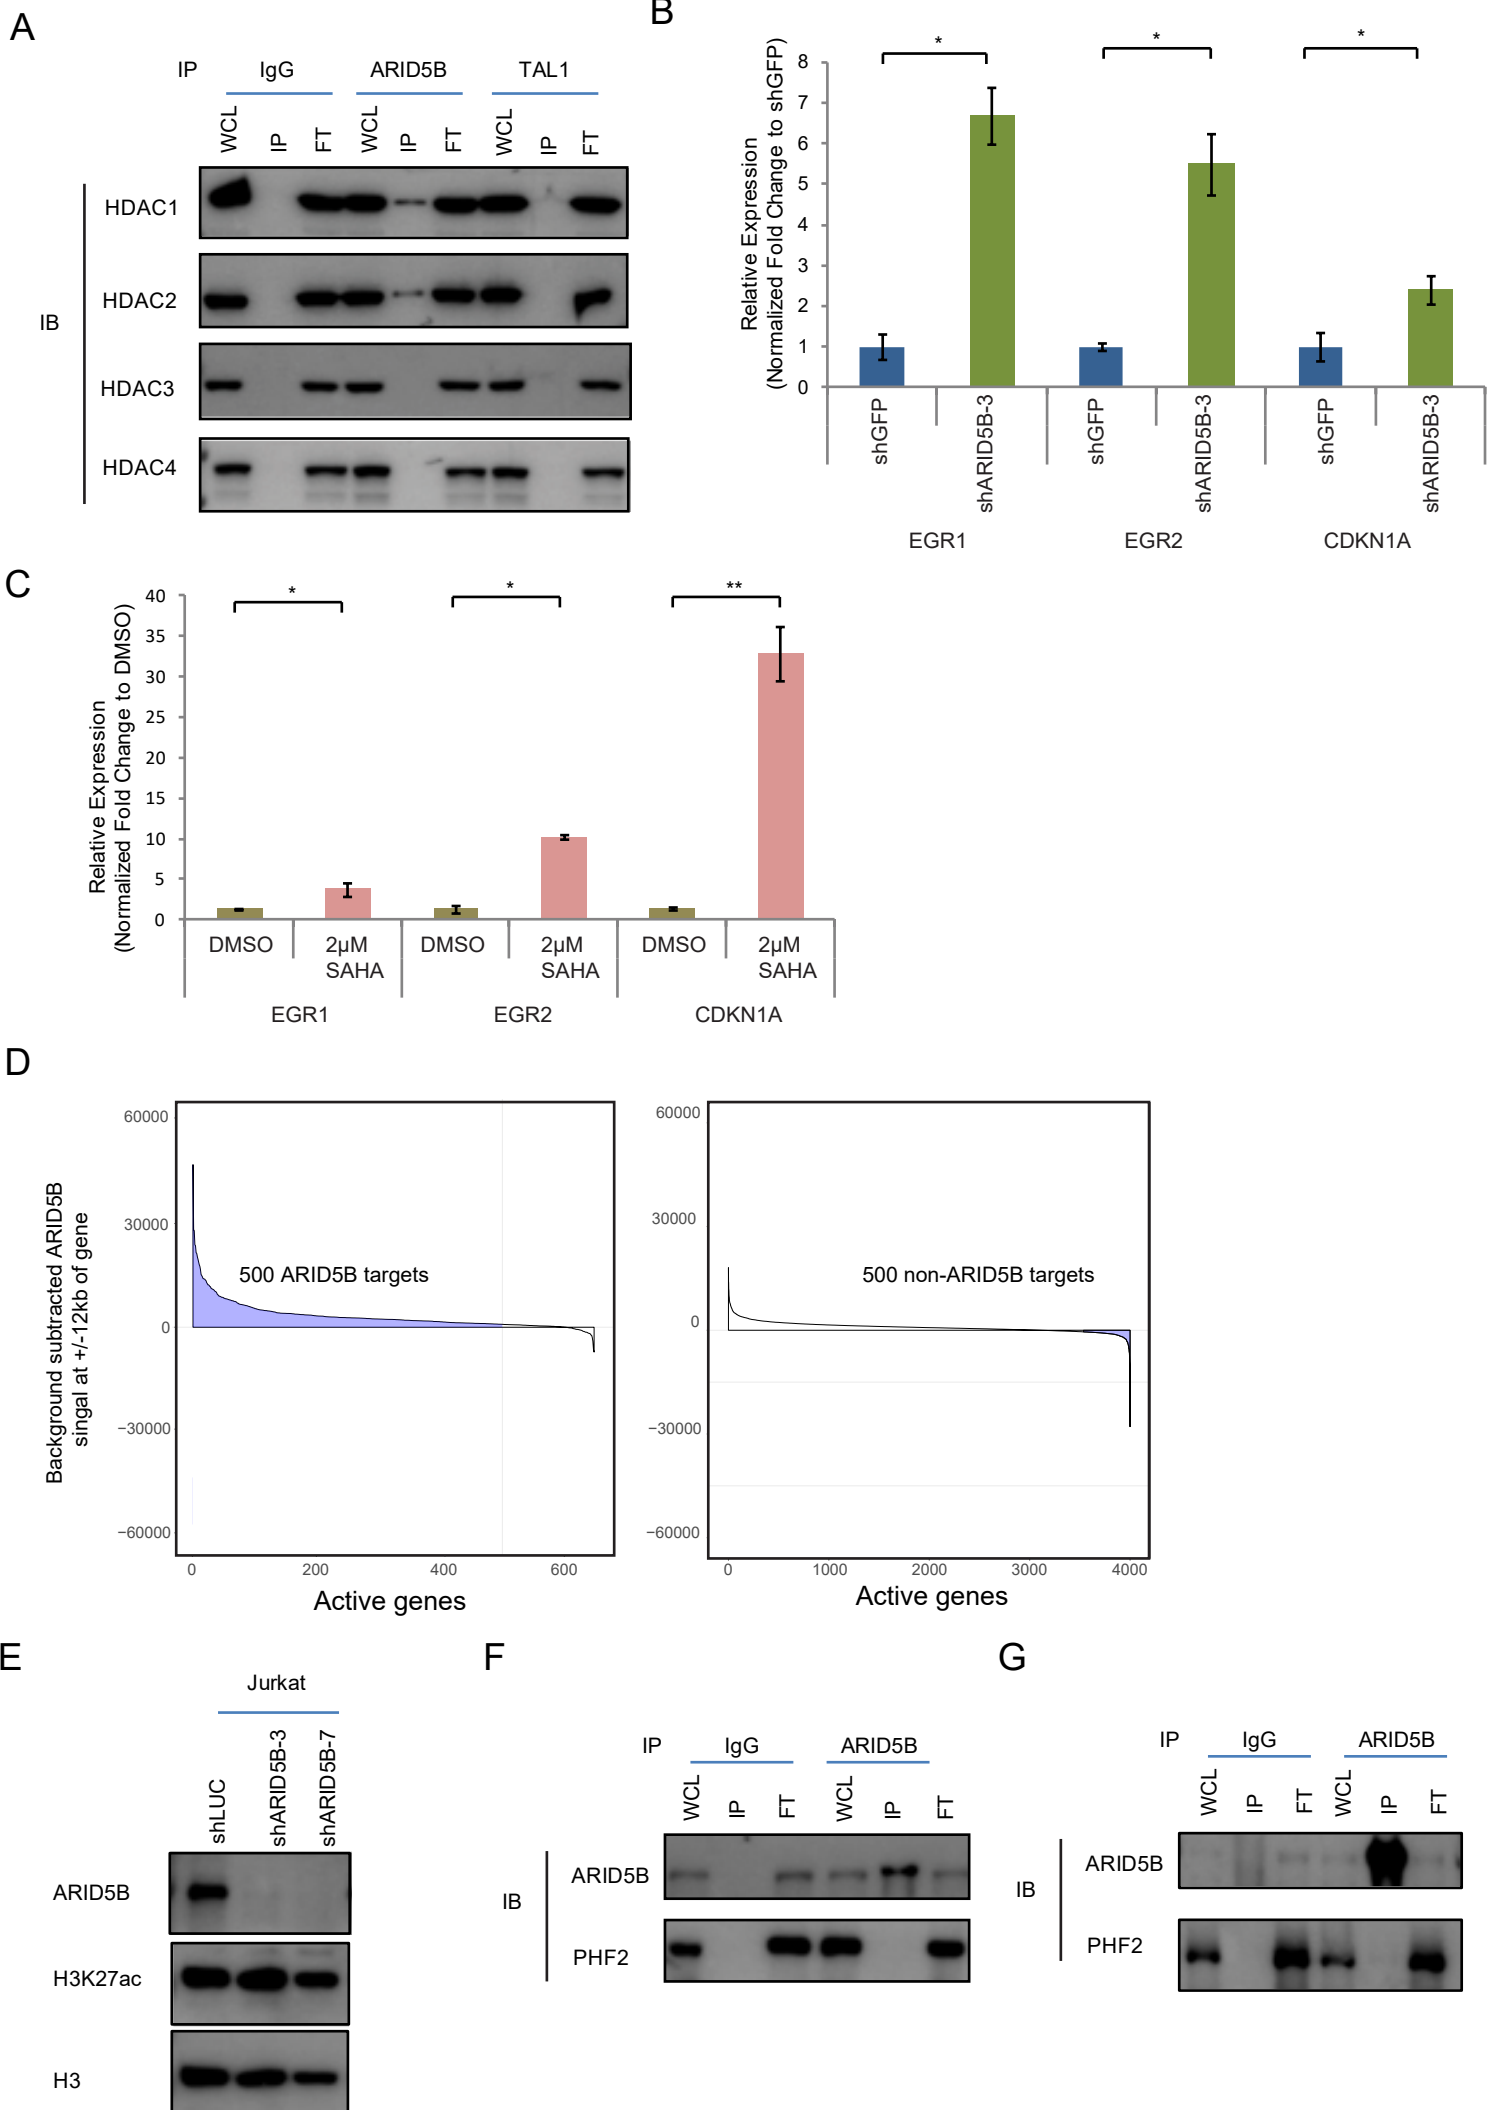 A
IP IgG ARID5B TAL1
WCL IP FT WCL IP FT WCL IP FT
HDAC1
HDAC2
HDAC3
HDAC4
IB
B
Relative Expression
(Normalized Fold Change to shGFP)
8
7
6
5
4
3
2
1
0
* * *
shGFP shARID5B-3 shGFP shARID5B-3 shGFP shARID5B-3
EGR1 EGR2 CDKN1A
C
Relative Expression
(Normalized Fold Change to DMSO)
40
35
30
25
20
15
10
5
0
* * **
DMSO 2µM DMSO 2µM DMSO 2µM
SAHA SAHA SAHA
EGR1 EGR2 CDKN1A
D
Background subtracted ARID5B
singal at +/-12kb of gene
60000
30000
0
−30000
−60000
500 ARID5B targets
0 200 400 600
Active genes
60000
30000
0
−30000
−60000
500 non-ARID5B targets
0 1000 2000 3000 4000
Active genes
E
Jurkat
shLUC shARID5B-3 shARID5B-7
ARID5B
H3K27ac
H3
F
IP IgG ARID5B
WCL IP FT WCL IP FT
ARID5B
IB
PHF2
G
IP IgG ARID5B
WCL IP FT WCL IP FT
ARID5B
IB
PHF2